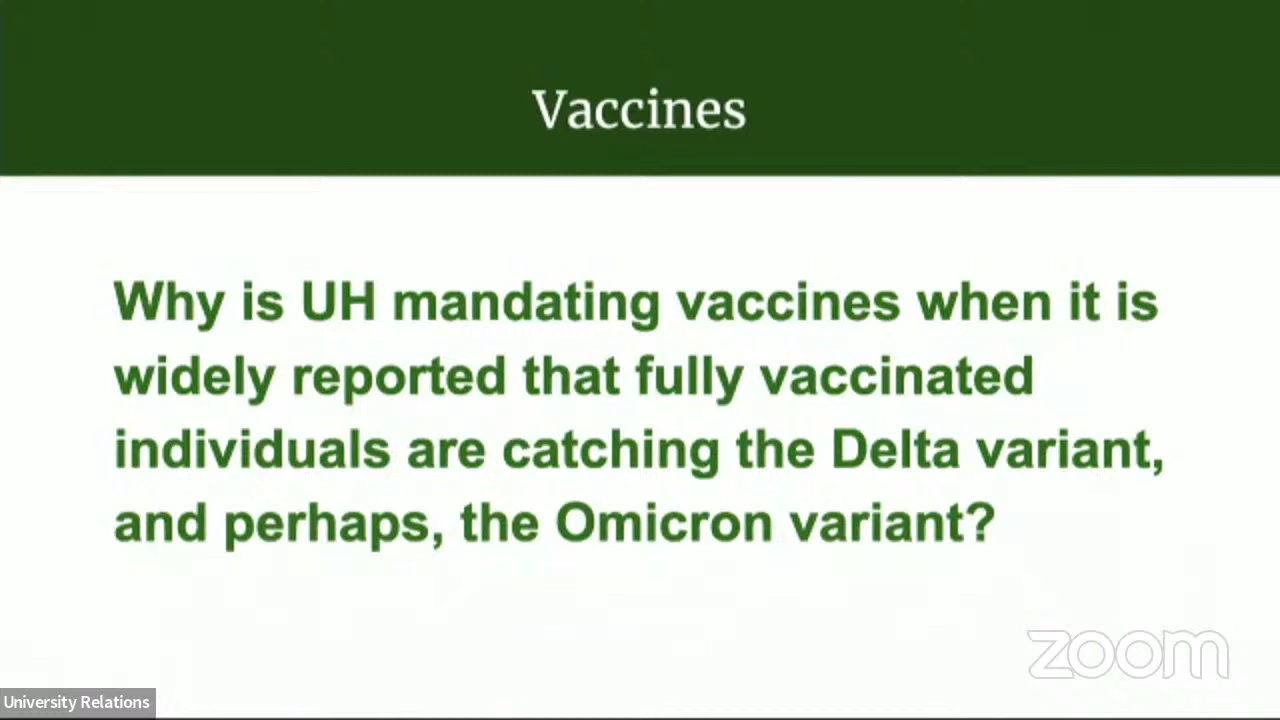 Vaccines
Why is UH mandating vaccines when it is
widely reported that fully vaccinated
individuals are catching the Delta variant,
and perhaps, the Omicron variant?
zoom
University Relations